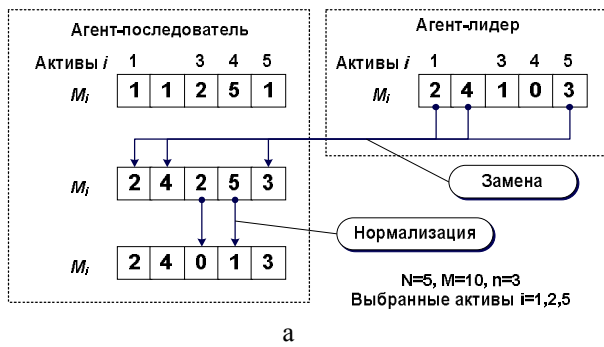 Агент-последователь
Активы i 1 3 4 5
Mi 1 1 2 5 1
Агент-лидер
Активы i 1 3 4 5
Mi 2 4 1 0 3
Mi 2 4 2 5 3
Замена
Нормализация
Mi 2 4 0 1 3
N=5, M=10, n=3
Выбранные активы i=1,2,5
а